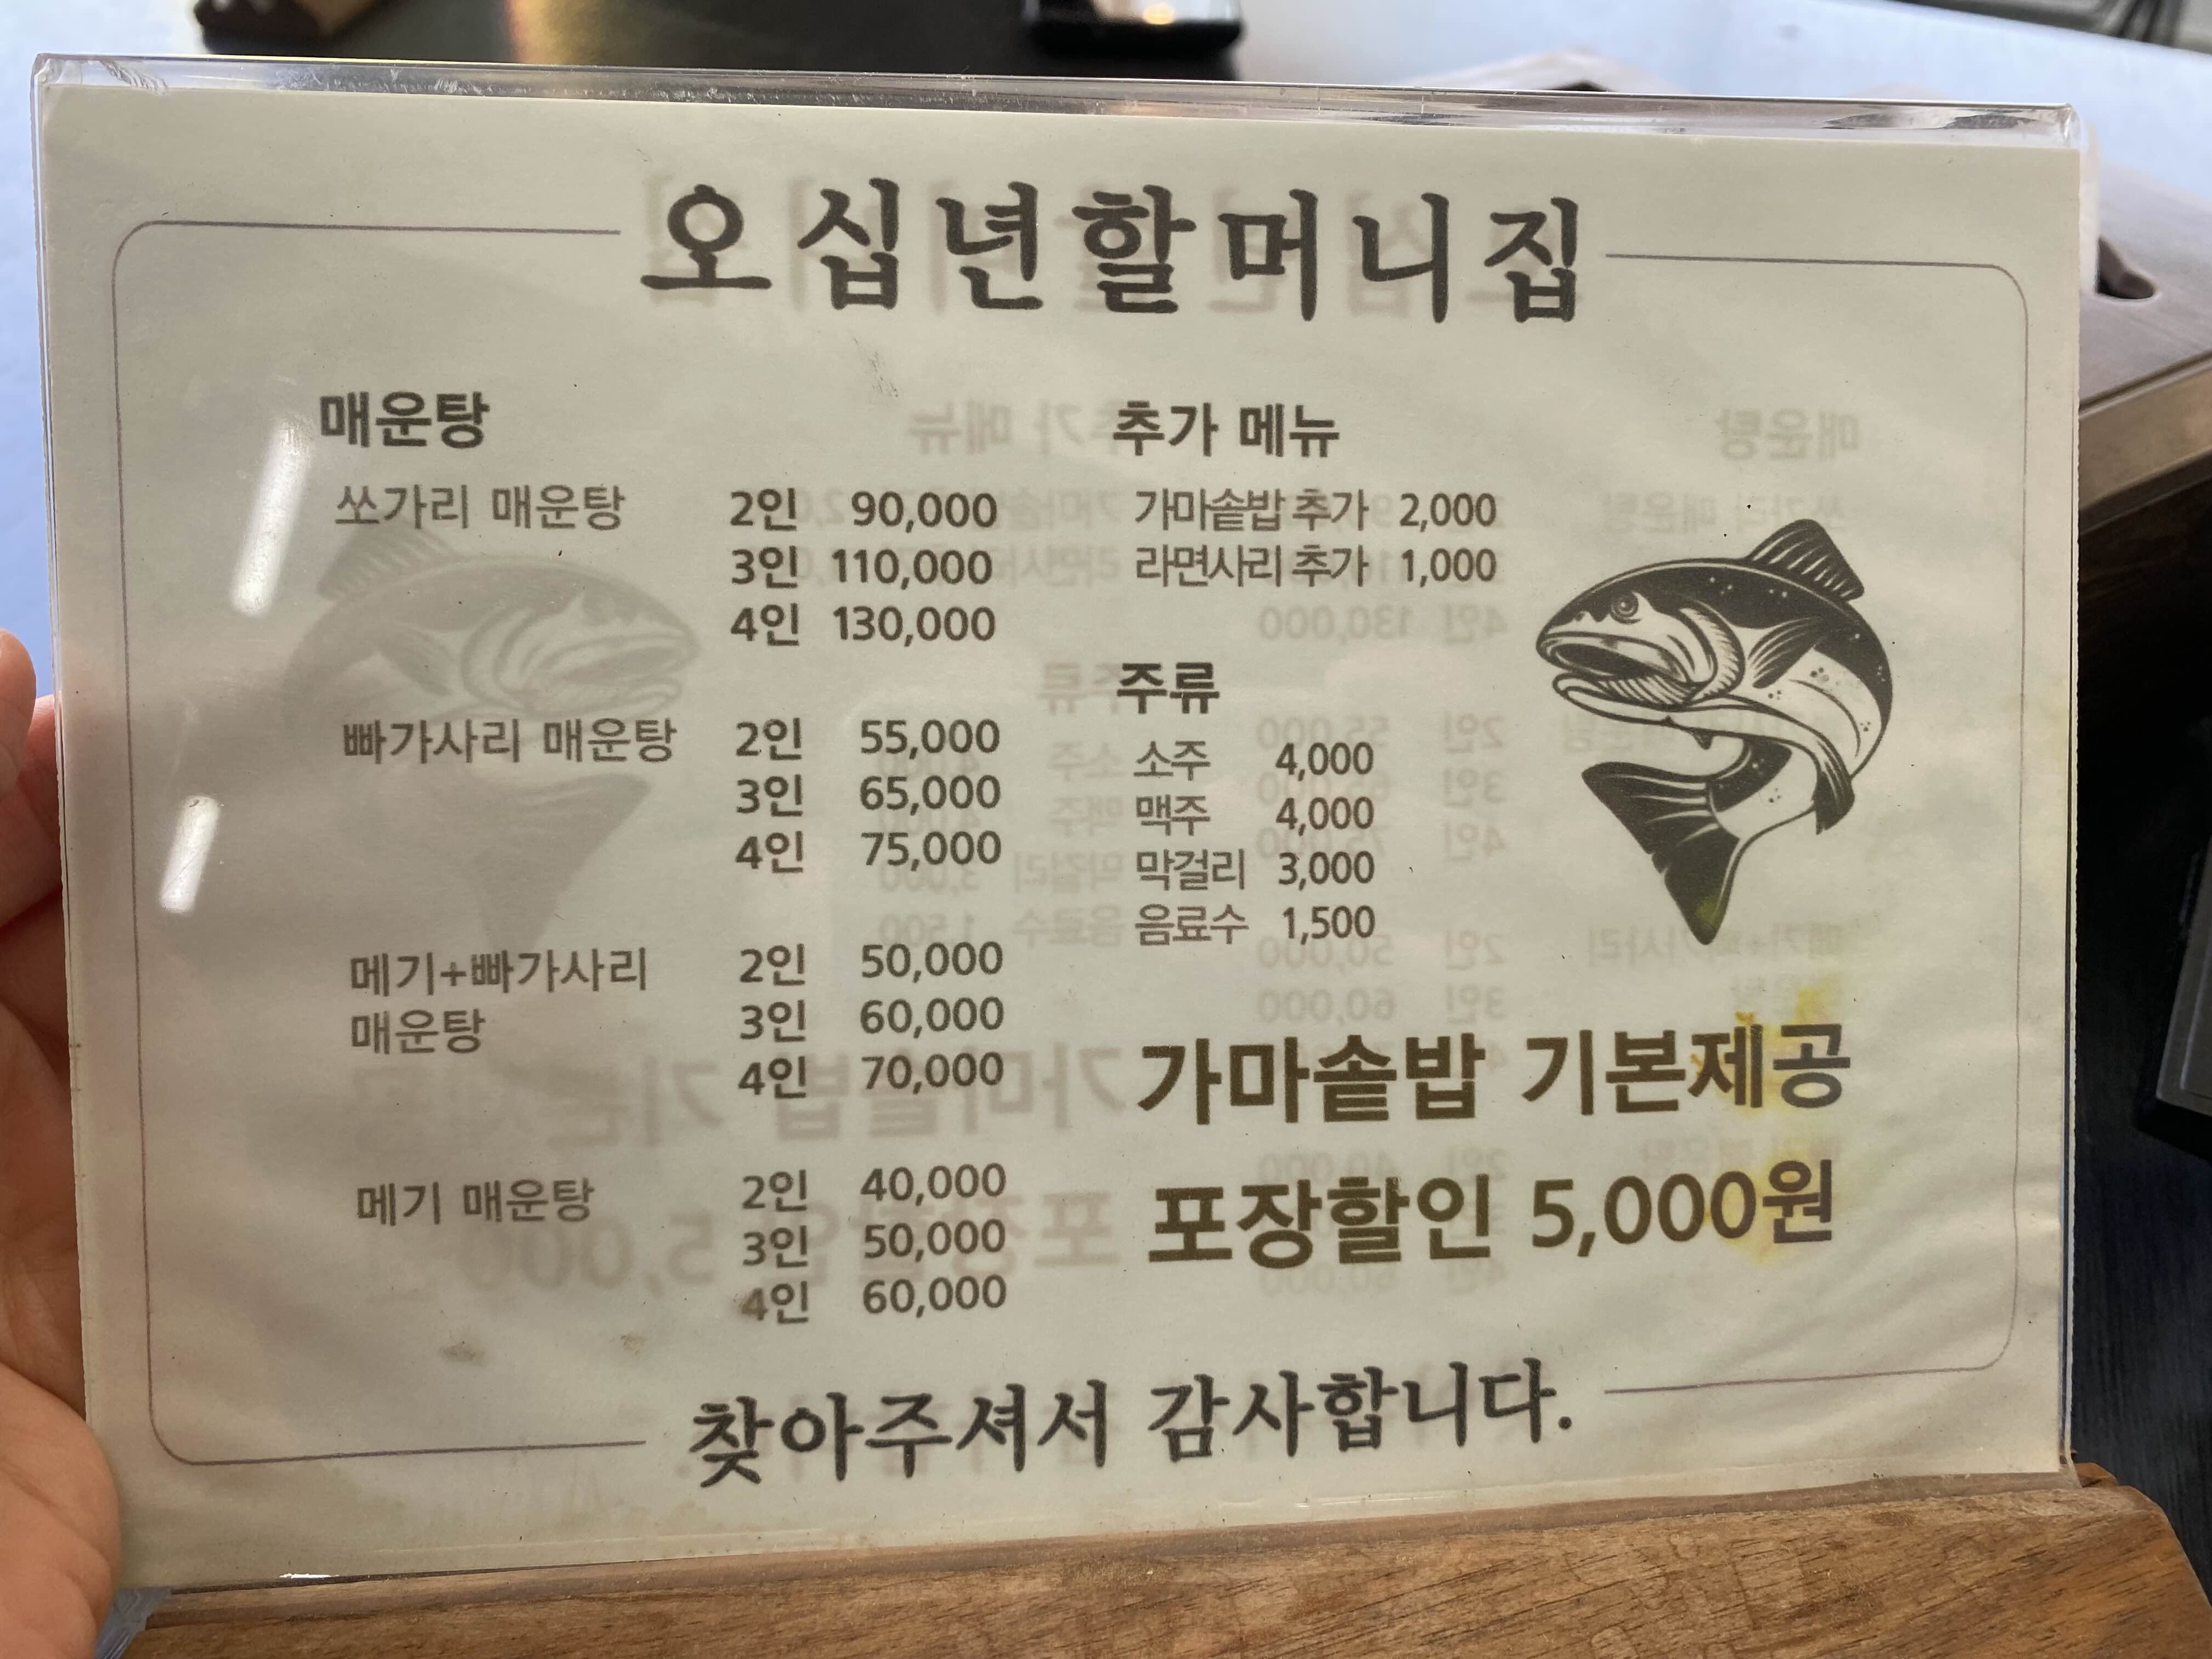 오십년할머니집
매운탕
쏘가리 매운탕 2인 90,000
3인 110,000
4인 130,000
빠가사리 매운탕 2인 55,000
3인 65,000
4인 75,000
메기+빠가사리 2인 50,000
매운탕 3인 60,000
4인 70,000
메기 매운탕 2인 40,000
3인 50,000
4인 60,000
추가 메뉴
가마솥밥 추가 2,000
라면사리 추가 1,000
주류
소주 4,000
맥주 4,000
막걸리 3,000
음료수 1,500
가마솥밥 기본제공
포장할인 5,000원
찾아주셔서 감사합니다.